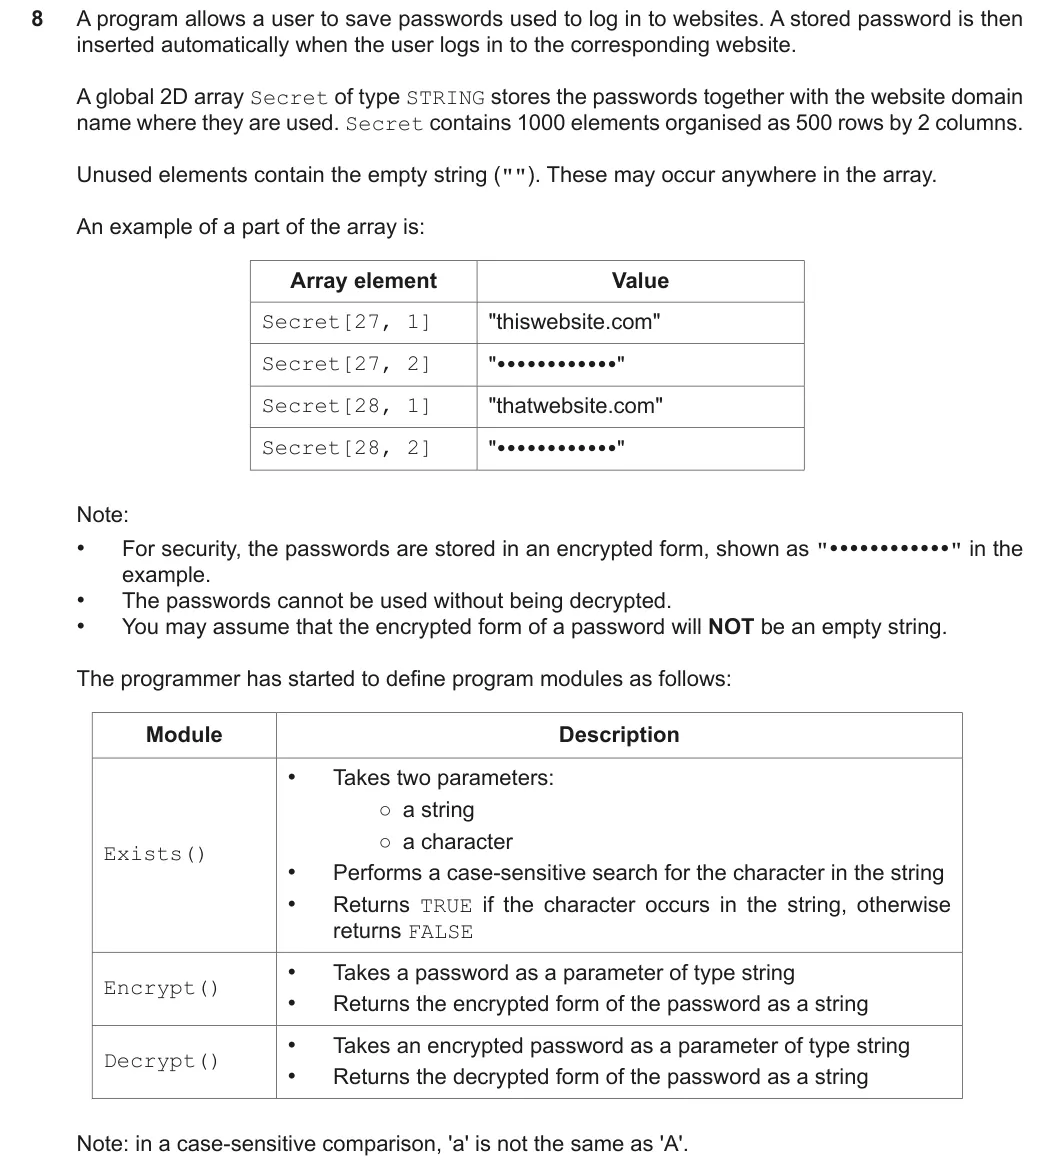 8 A program allows a user to save passwords used to log in to websites. A stored password is then
inserted automatically when the user logs in to the corresponding website.
A global 2D array Secret of type STRING stores the passwords together with the website domain
name where they are used. Secret contains 1000 elements organised as 500 rows by 2 columns.
Unused elements contain the empty string (""). These may occur anywhere in the array.
An example of a part of the array is:
Array element Value
Secret[27, 1] "thiswebsite.com"
Secret[27, 2] "••••••••••••"
Secret[28, 1] "thatwebsite.com"
Secret[28, 2] "••••••••••••"
Note:
• For security, the passwords are stored in an encrypted form, shown as "••••••••••••" in the
example.
• The passwords cannot be used without being decrypted.
• You may assume that the encrypted form of a password will NOT be an empty string.
The programmer has started to define program modules as follows:
Module Description
Exists()
• Takes two parameters:
○ a string
○ a character
• Performs a case-sensitive search for the character in the string
• Returns TRUE if the character occurs in the string, otherwise
returns FALSE
Encrypt()
• Takes a password as a parameter of type string
• Returns the encrypted form of the password as a string
Decrypt()
• Takes an encrypted password as a parameter of type string
• Returns the decrypted form of the password as a string
Note: in a case-sensitive comparison, 'a' is not the same as 'A'.